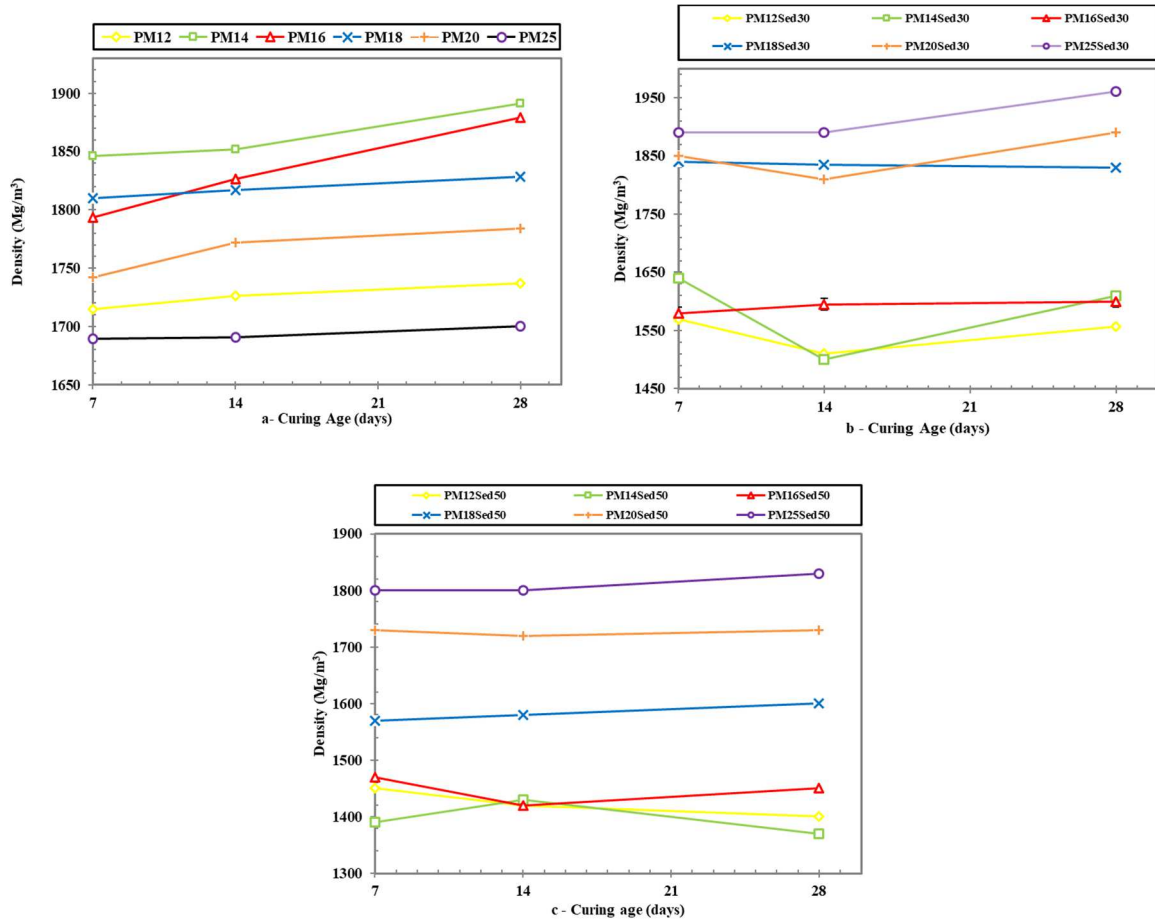 PM12 PM14 PM16 PM18 PM20 PM25
Density (Mg/m³)
1900
1850
1800
1750
1700
1650
7 14 21 28
a- Curing Age (days)
PM12Sed30 PM14Sed30 PM16Sed30
PM18Sed30 PM20Sed30 PM25Sed30
Density (Mg/m³)
1950
1850
1750
1650
1550
1450
7 14 21 28
b - Curing Age (days)
PM12Sed50 PM14Sed50 PM16Sed50
PM18Sed50 PM20Sed50 PM25Sed50
Density (Mg/m³)
1900
1800
1700
1600
1500
1400
1300
7 14 21 28
c - Curing age (days)